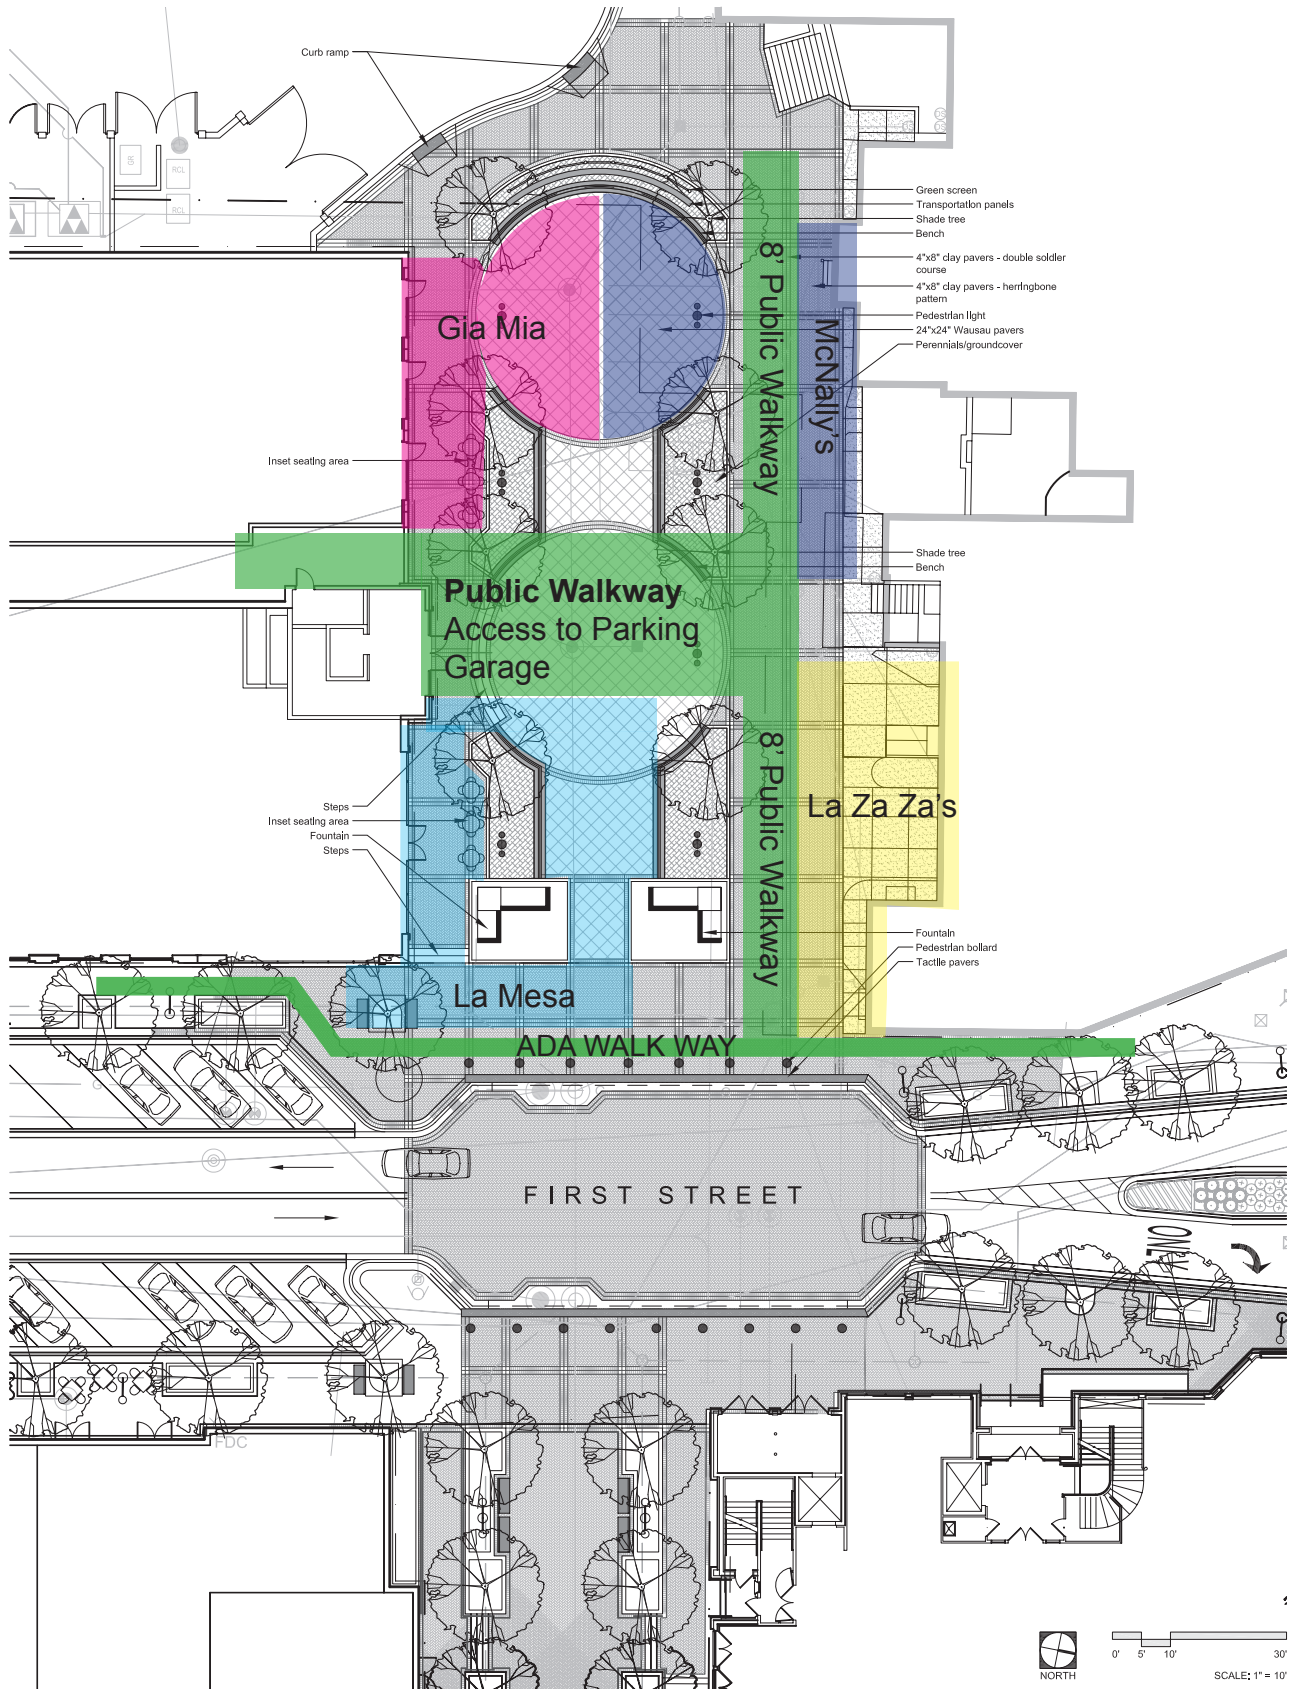 Curb ramp
GR
RCL
RCL
Green screen
Transportation panels
Shade tree
Bench
4"x8" clay pavers - double soldier
course
4"x8" clay pavers - herringbone
pattern
Pedestrian light
24"x24" Wausau pavers
Perennials/groundcover
Gia Mia
8' Public Walkway
McNally's
Inset seating area
Shade tree
Bench
Public Walkway
Access to Parking
Garage
8' Public Walkway
La Za Za's
Steps
Inset seating area
Fountain
Steps
Fountain
Pedestrian bollard
Tactile pavers
La Mesa
ADA WALK WAY
FIRST STREET
FDC
NORTH
0' 5' 10' 30'
SCALE: 1" = 10'